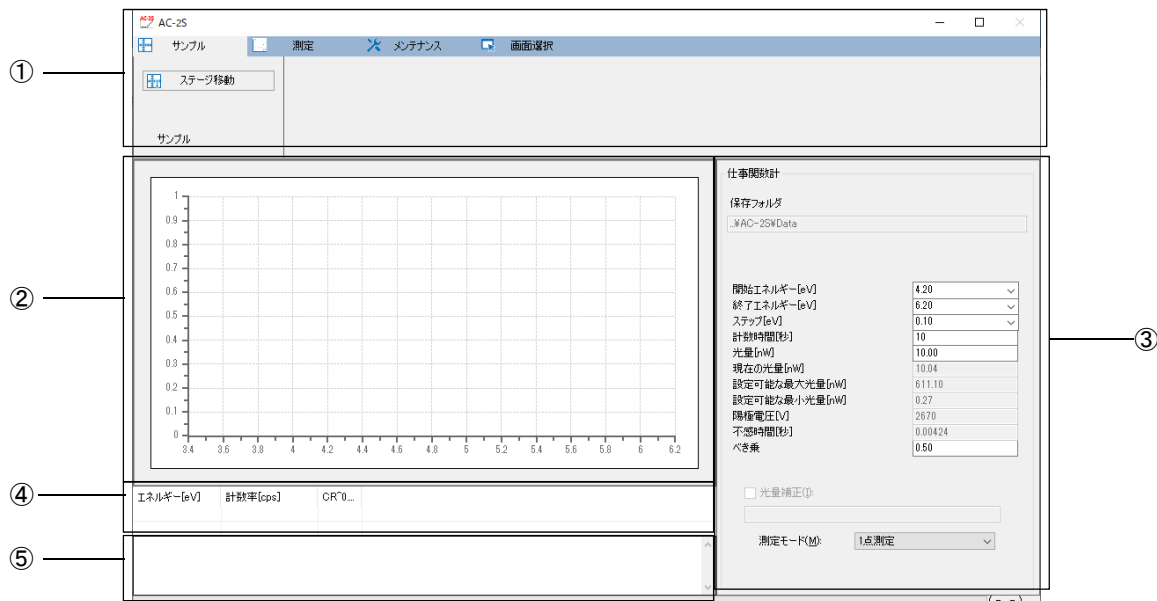 AC-2S
サンプル 測定 メンテナンス 画面選択
①
ステージ移動
サンプル
仕事関数計
保存フォルダ
..¥AC-2S¥Data
②
1
0.9
0.8
0.7
0.6
0.5
0.4
0.3
0.2
0.1
0
3.4 3.6 3.8 4 4.2 4.4 4.6 4.8 5 5.2 5.4 5.6 5.8 6 6.2
開始エネルギー[eV] 4.20
終了エネルギー[eV] 6.20
ステップ[eV] 0.10
計数時間[秒] 10
光量[nW] 10.00
現在の光量[nW] 10.04
設定可能な最大光量[nW] 611.10
設定可能な最小光量[nW] 0.27
陽極電圧[V] 2670
不感時間[秒] 0.00424
べき乗 0.50
③
④
エネルギー[eV] 計数率[cps] CR^0...
光量補正(I):
測定モード(M): 1点測定
⑤